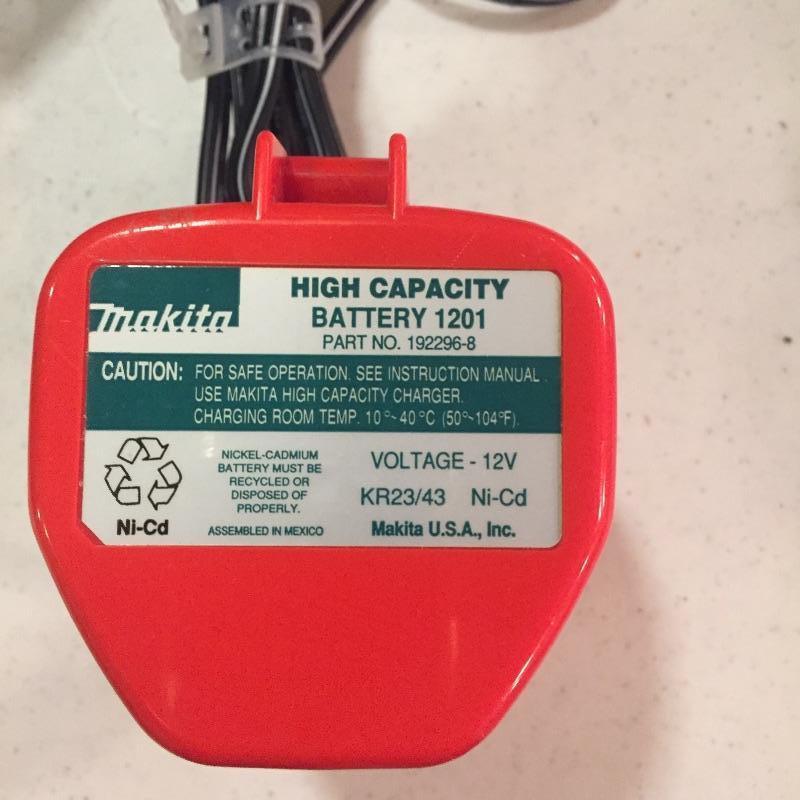 makita
HIGH CAPACITY
BATTERY 1201
PART NO. 192296-8
CAUTION: FOR SAFE OPERATION. SEE INSTRUCTION MANUAL.
USE MAKITA HIGH CAPACITY CHARGER.
CHARGING ROOM TEMP. 10°~40°C (50°~104°F).
Ni-Cd
NICKEL-CADMIUM
BATTERY MUST BE
RECYCLED OR
DISPOSED OF
PROPERLY.
ASSEMBLED IN MEXICO
VOLTAGE - 12V
KR23/43 Ni-Cd
Makita U.S.A., Inc.